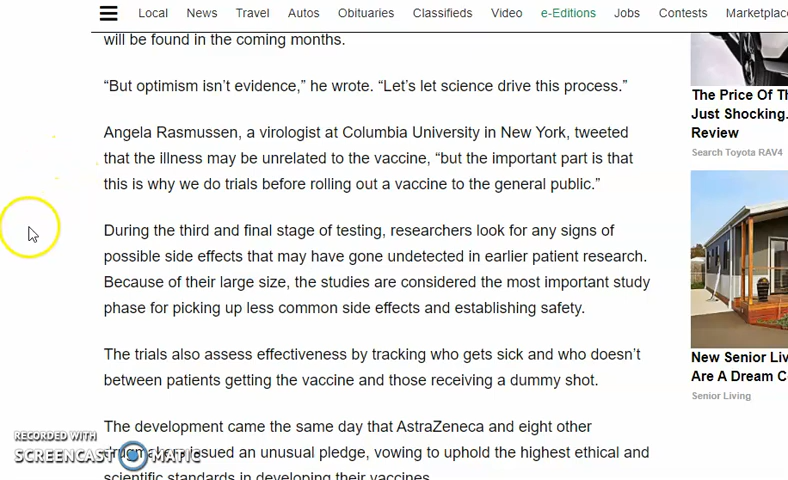 Local News Travel Autos Obituaries Classifieds Video e-Editions Jobs Contests Marketplace
will be found in the coming months.
“But optimism isn’t evidence,” he wrote. “Let’s let science drive this process.”
Angela Rasmussen, a virologist at Columbia University in New York, tweeted
that the illness may be unrelated to the vaccine, “but the important part is that
this is why we do trials before rolling out a vaccine to the general public.”
During the third and final stage of testing, researchers look for any signs of
possible side effects that may have gone undetected in earlier patient research.
Because of their large size, the studies are considered the most important study
phase for picking up less common side effects and establishing safety.
The trials also assess effectiveness by tracking who gets sick and who doesn’t
between patients getting the vaccine and those receiving a dummy shot.
The development came the same day that AstraZeneca and eight other
issued an unusual pledge, vowing to uphold the highest ethical and
scientific standards in developing their vaccines.
The Price Of Th
Just Shocking.
Review
Search Toyota RAV4
New Senior Liv
Are A Dream C
Senior Living
RECORDED WITH
SCREENCAST MATIC